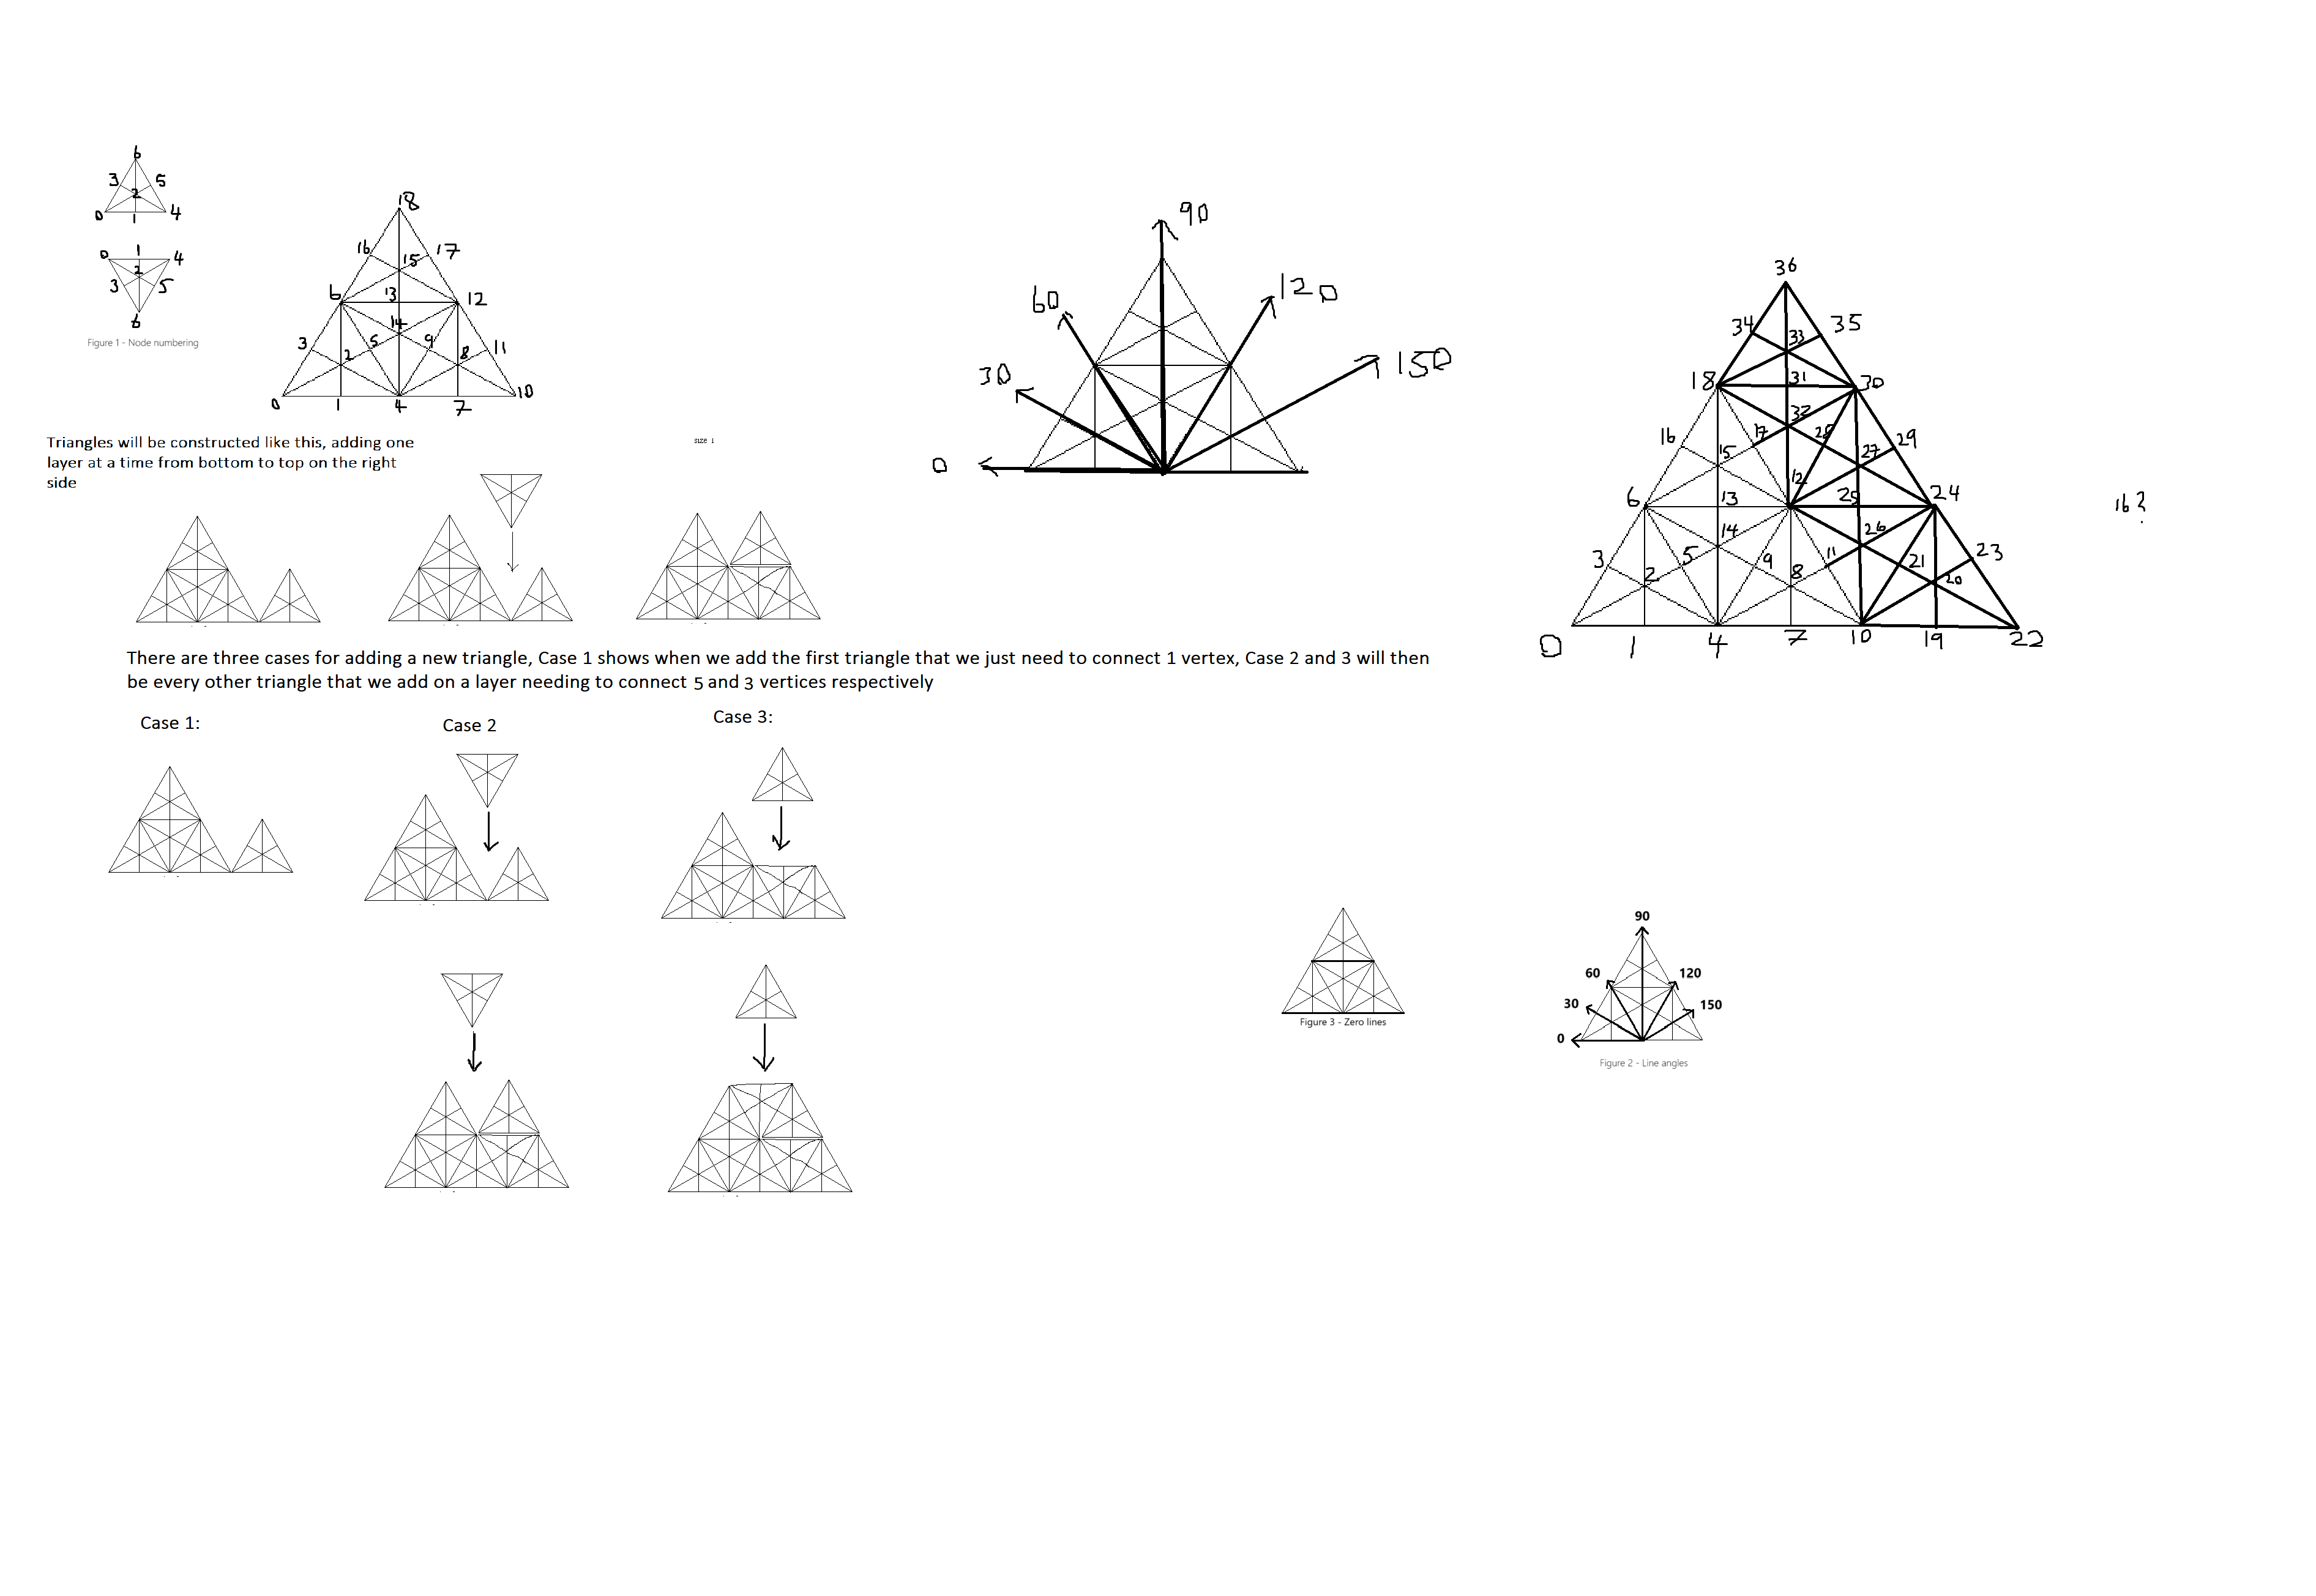 6
3 5
2
0 1 4
0 1 4
2
3 5
6
Figure 1 - Node numbering
18
16 17
15
6 13 12
14
3 5 9 11
2 8
0 1 4 7 10
Triangles will be constructed like this, adding one
layer at a time from bottom to top on the right
side
size 1
90
60 120
30 150
0
36
34 35
33
18 31 30
32
16 17 28 29
15 27
12
6 13 25 24
14 26
3 5 9 11 21 23
2 8 20
0 1 4 7 10 19 22
16?
There are three cases for adding a new triangle, Case 1 shows when we add the first triangle that we just need to connect 1 vertex, Case 2 and 3 will then
be every other triangle that we add on a layer needing to connect 5 and 3 vertices respectively
Case 1:
Case 2
Case 3:
Figure 3 - Zero lines
90
60 120
30 150
0
Figure 2 - Line angles